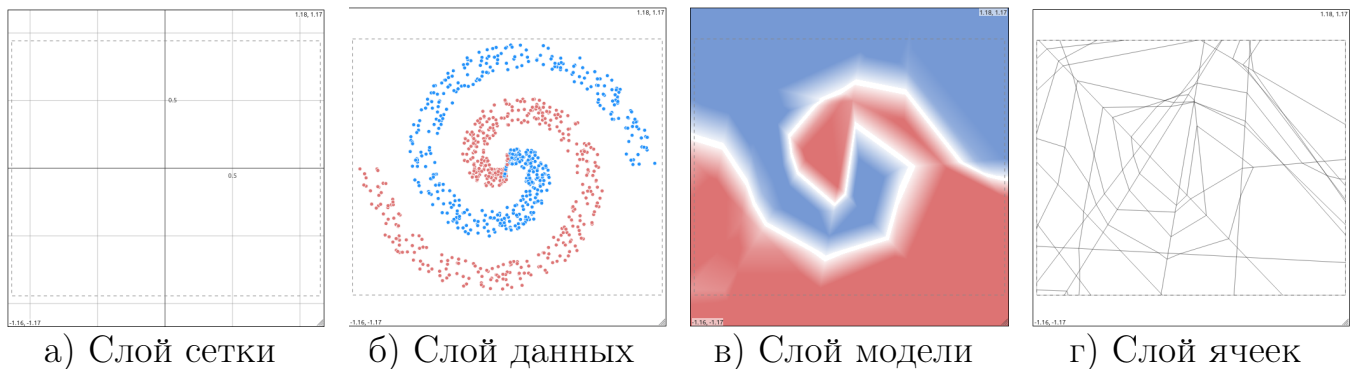 1.18, 1.17
0.5
0.5
-1.16, -1.17
1.18, 1.17
-1.16, -1.17
1.18, 1.17
-1.16, -1.17
1.18, 1.17
-1.16, -1.17
а) Слой сетки
б) Слой данных
в) Слой модели
г) Слой ячеек